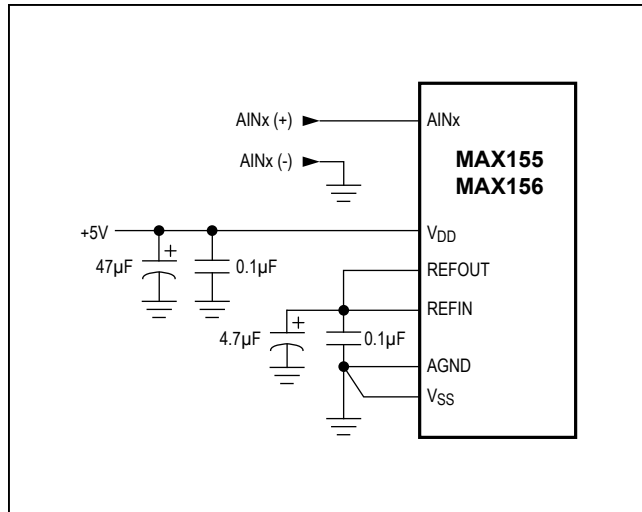 AINx (+)
AINx
AINx (-)
MAX155
MAX156
+5V
VDD
+
47µF
0.1µF
REFOUT
REFIN
+
4.7µF
0.1µF
AGND
VSS